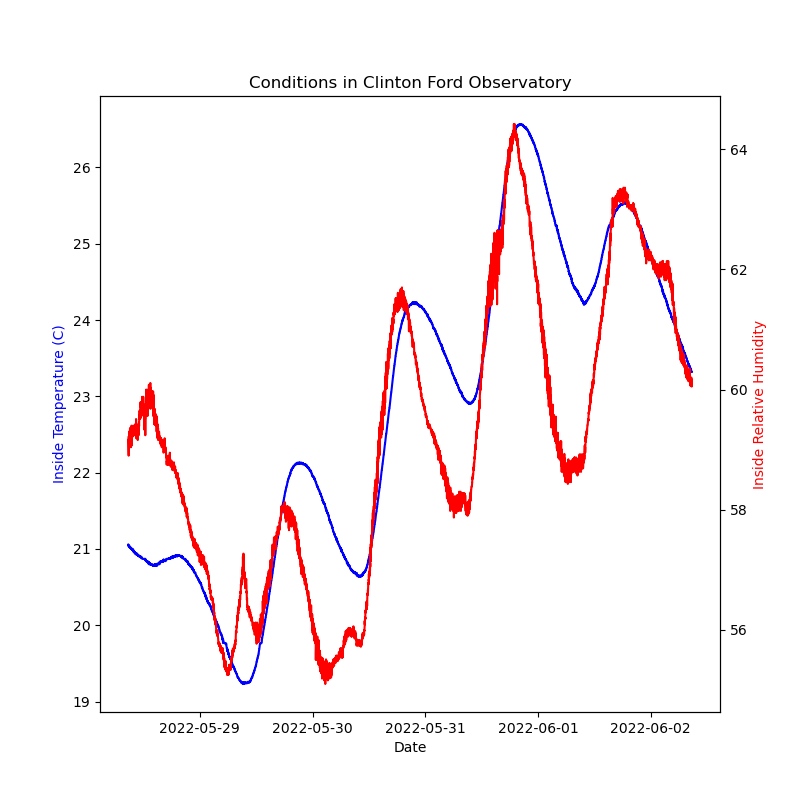 Conditions in Clinton Ford Observatory
26
25
24
23
22
21
20
19
Inside Temperature (C)
64
62
60
58
56
Inside Relative Humidity
2022-05-29 2022-05-30 2022-05-31 2022-06-01 2022-06-02
Date